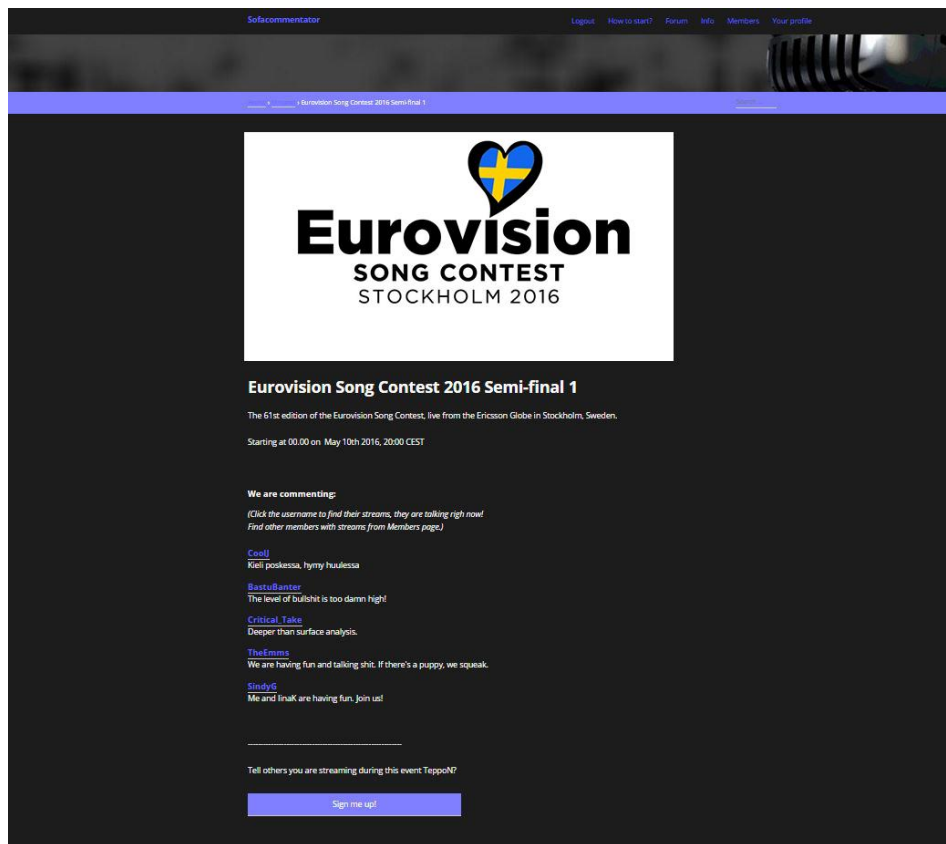 Sofacommentator
Logout How to start? Forum Info Members Your profile
› › Eurovision Song Contest 2016 Semi-final 1
Eurovision
SONG CONTEST
STOCKHOLM 2016
Eurovision Song Contest 2016 Semi-final 1
The 61st edition of the Eurovision Song Contest, live from the Ericsson Globe in Stockholm, Sweden.
Starting at 00.00 on May 10th 2016, 20:00 CEST
We are commenting:
(Click the username to find their streams, they are talking righ now!
Find other members with streams from Members page.)
CoolJ
Kieli poskessa, hymy huulessa
BastuBanter
The level of bullshit is too damn high!
Critical_Take
Deeper than surface analysis.
TheEmms
We are having fun and talking shit. If there's a puppy, we squeak.
SindyG
Me and IinaK are having fun. Join us!
Tell others you are streaming during this event TeppoN?
Sign me up!